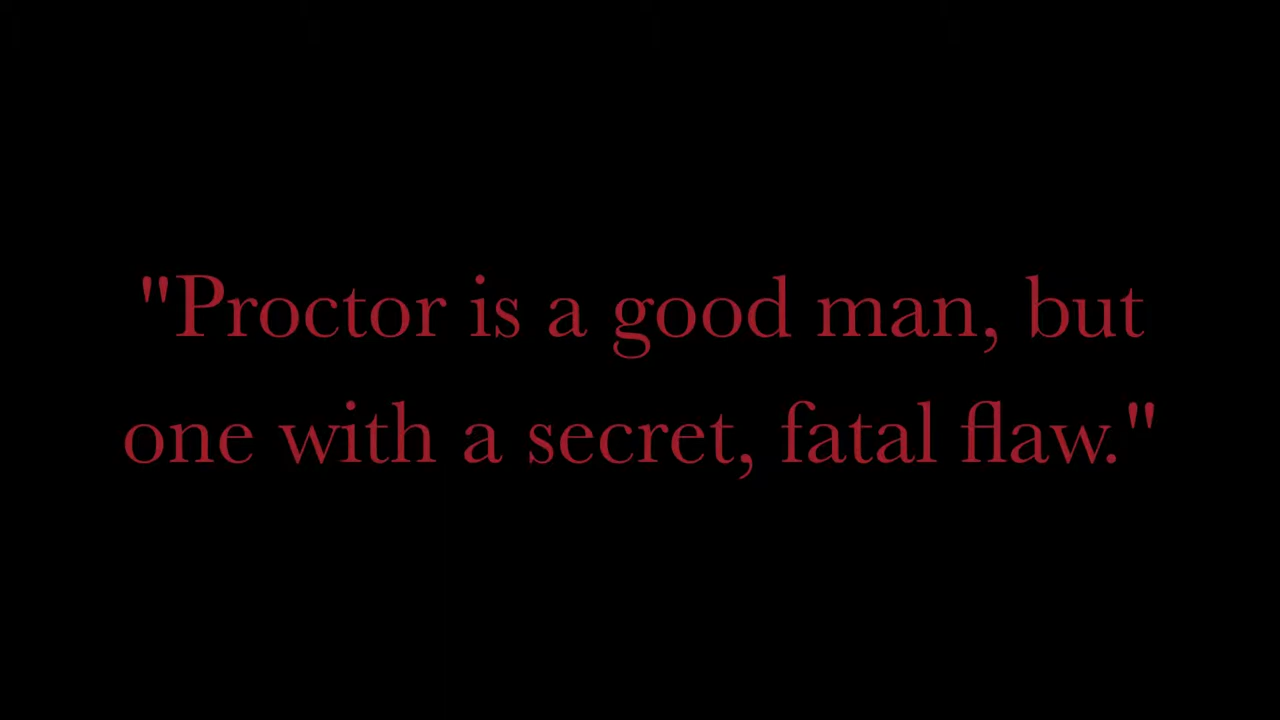 "Proctor is a good man, but
one with a secret, fatal flaw."